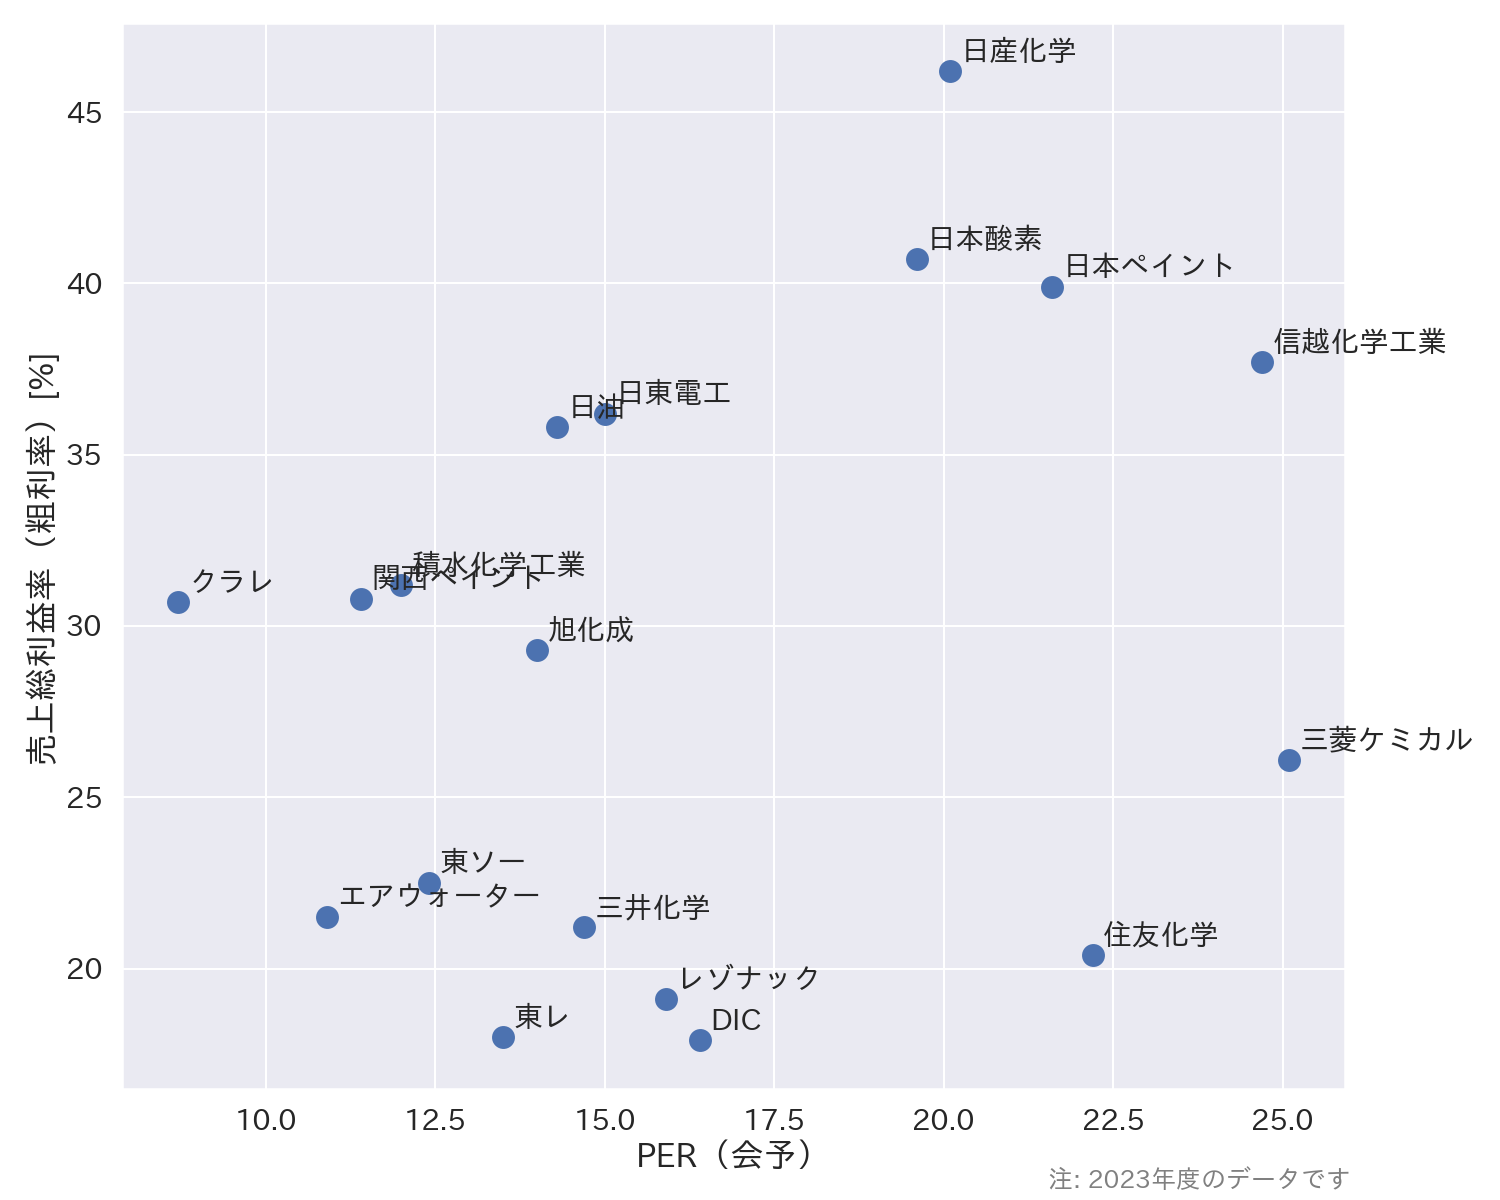 日産化学
日本酸素
日本ペイント
信越化学工業
日東電工
日油
積水化学工業
関西ペイント
クラレ
旭化成
三菱ケミカル
東ソー
エアウォーター
三井化学
住友化学
レゾナック
東レ
DIC
売上総利益率（粗利率）[%]
45
40
35
30
25
20
10.0 12.5 15.0 17.5 20.0 22.5 25.0
PER（会予）
注: 2023年度のデータです